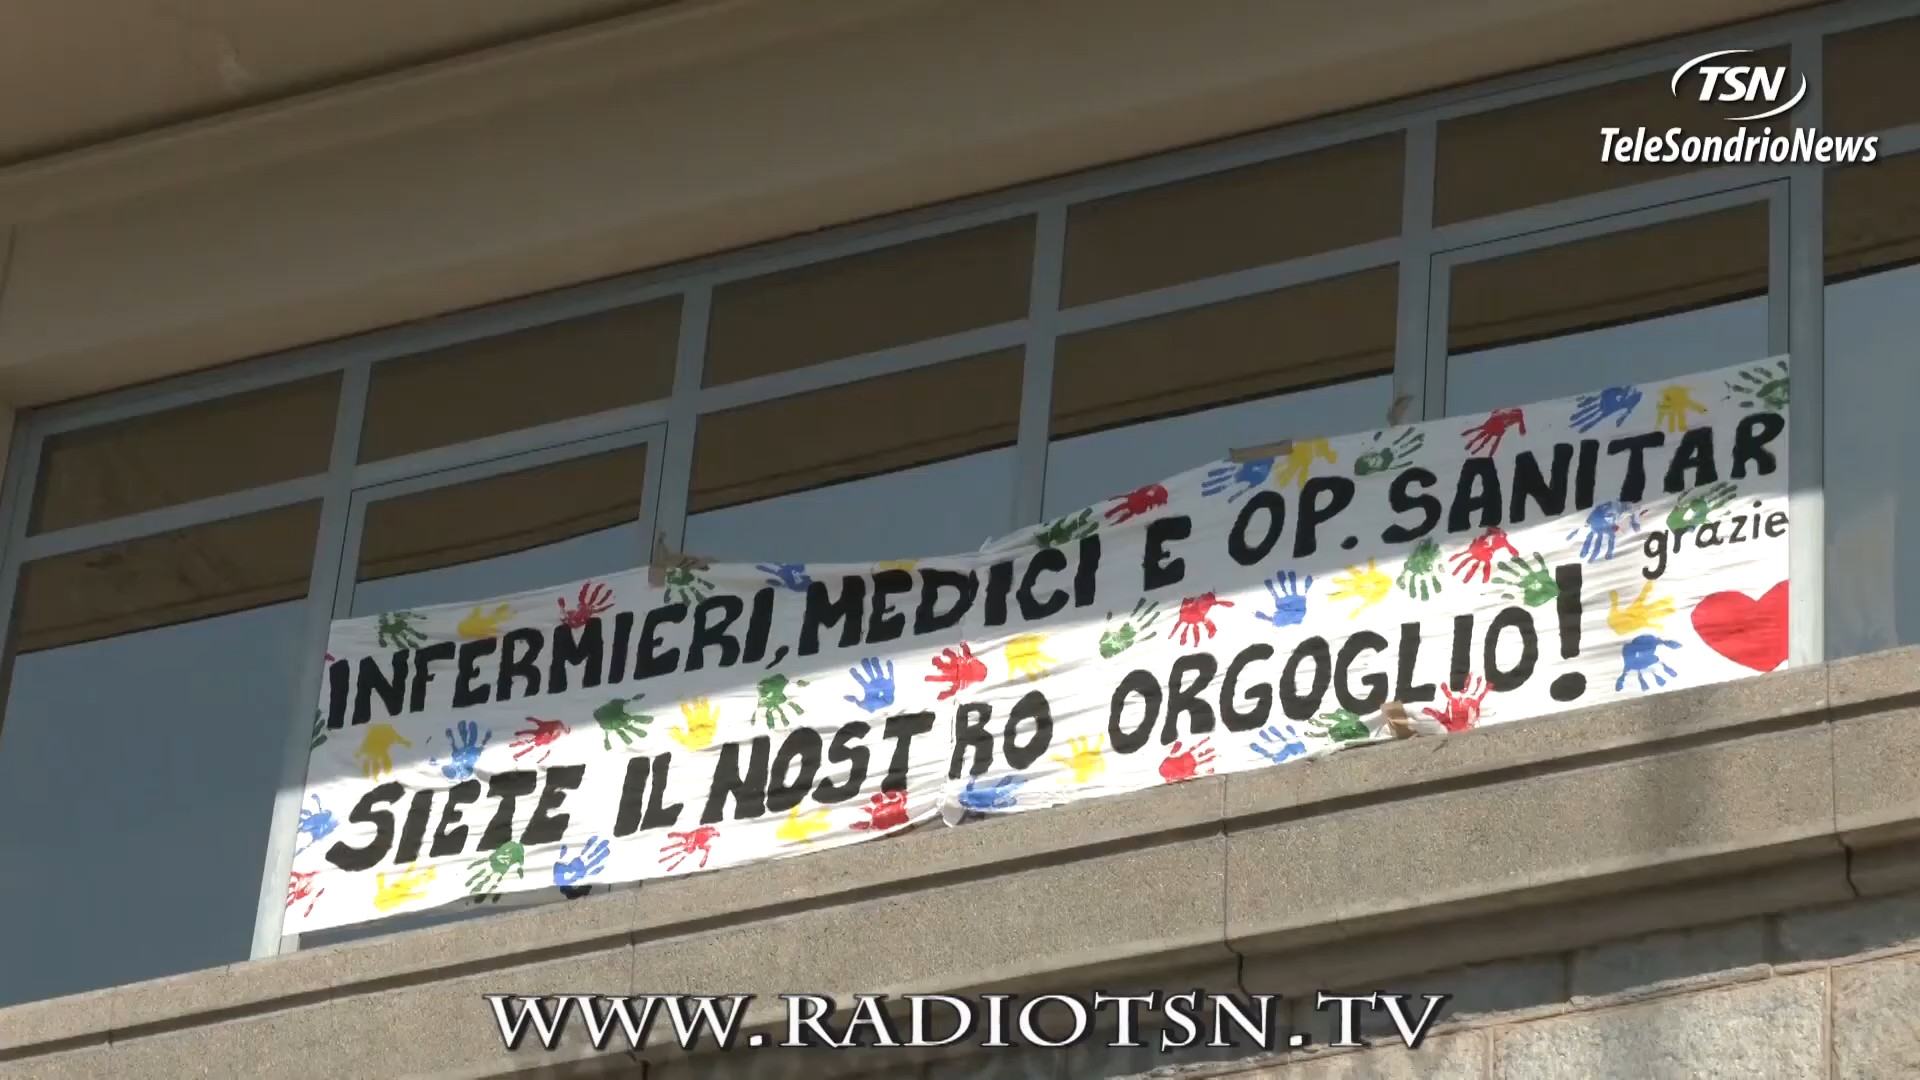 TSN
TeleSondrioNews
INFERMIERI, MEDICI E OP. SANITAR
grazie
SIETE IL NOSTRO ORGOGLIO!
WWW.RADIOTSN.TV